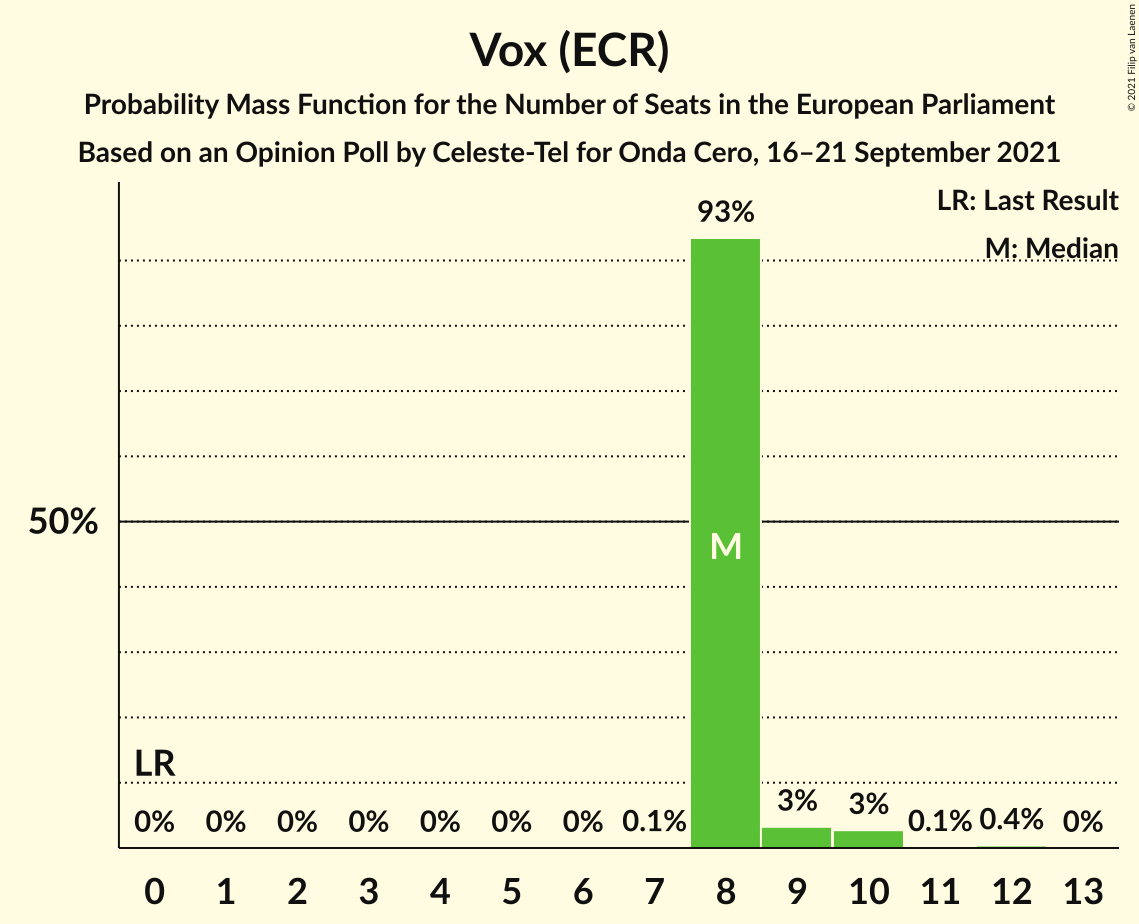 Vox (ECR)
Probability Mass Function for the Number of Seats in the European Parliament
Based on an Opinion Poll by Celeste-Tel for Onda Cero, 16–21 September 2021
© 2021 Filip van Laenen
LR: Last Result
M: Median
93%
50%
M
LR
0% 0% 0% 0% 0% 0% 0% 0.1% 3% 3% 0.1% 0.4% 0%
0 1 2 3 4 5 6 7 8 9 10 11 12 13